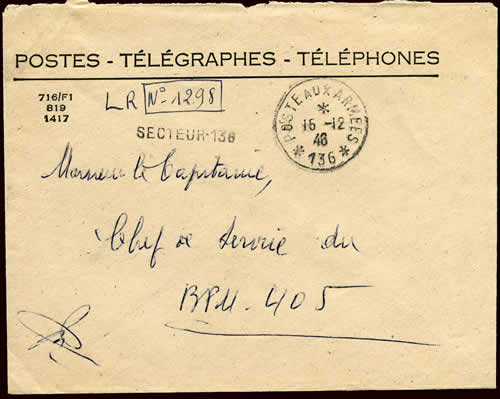 POSTES - TÉLÉGRAPHES - TÉLÉPHONES
716/F1
819
1417
LR N° 1298
SECTEUR·136
* POSTE AUX ARMEES *
*
16 -12
46
136
Monsieur le Capitaine,
Chef de Service du
BPM. 405